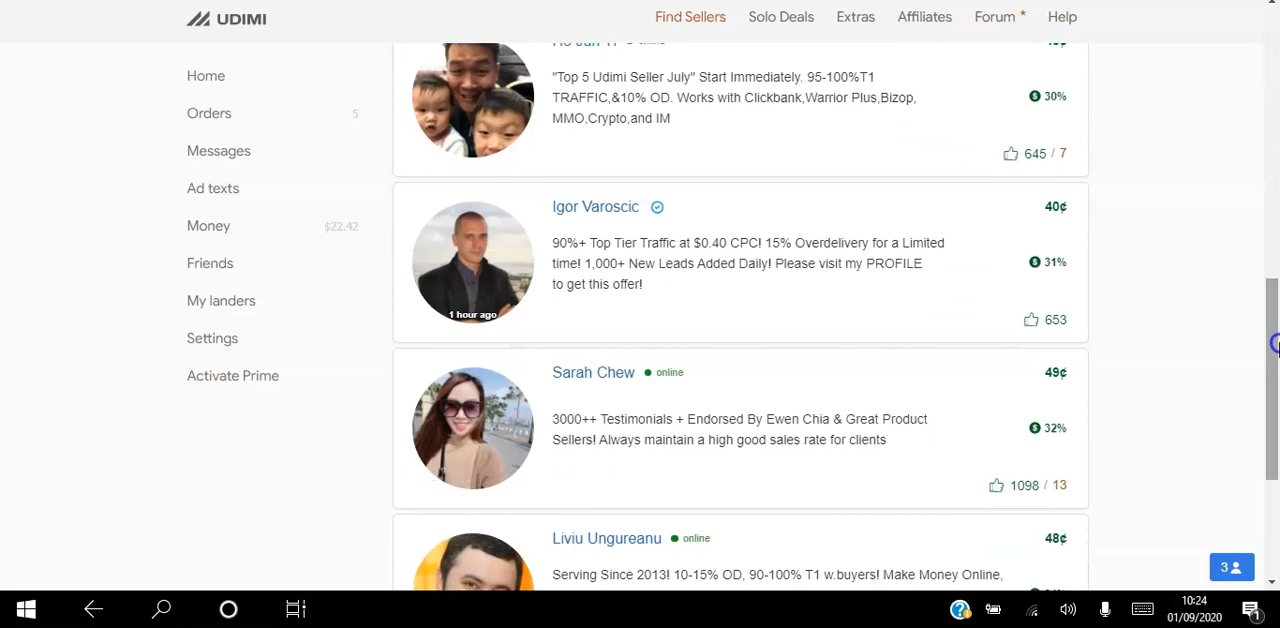 UDIMI
Find Sellers Solo Deals Extras Affiliates Forum * Help
Home
Orders 5
Messages
Ad texts
Money $22.42
Friends
My landers
Settings
Activate Prime
"Top 5 Udimi Seller July" Start Immediately. 95-100%T1
TRAFFIC,&10% OD. Works with Clickbank,Warrior Plus,Bizop,
MMO,Crypto,and IM
30%
645 / 7
Igor Varoscic
40¢
90%+ Top Tier Traffic at $0.40 CPC! 15% Overdelivery for a Limited
time! 1,000+ New Leads Added Daily! Please visit my PROFILE
to get this offer!
31%
1 hour ago
653
Sarah Chew online
49¢
3000++ Testimonials + Endorsed By Ewen Chia & Great Product
Sellers! Always maintain a high good sales rate for clients
32%
1098 / 13
Liviu Ungureanu online
48¢
Serving Since 2013! 10-15% OD, 90-100% T1 w.buyers! Make Money Online,
3
10:24
01/09/2020
1